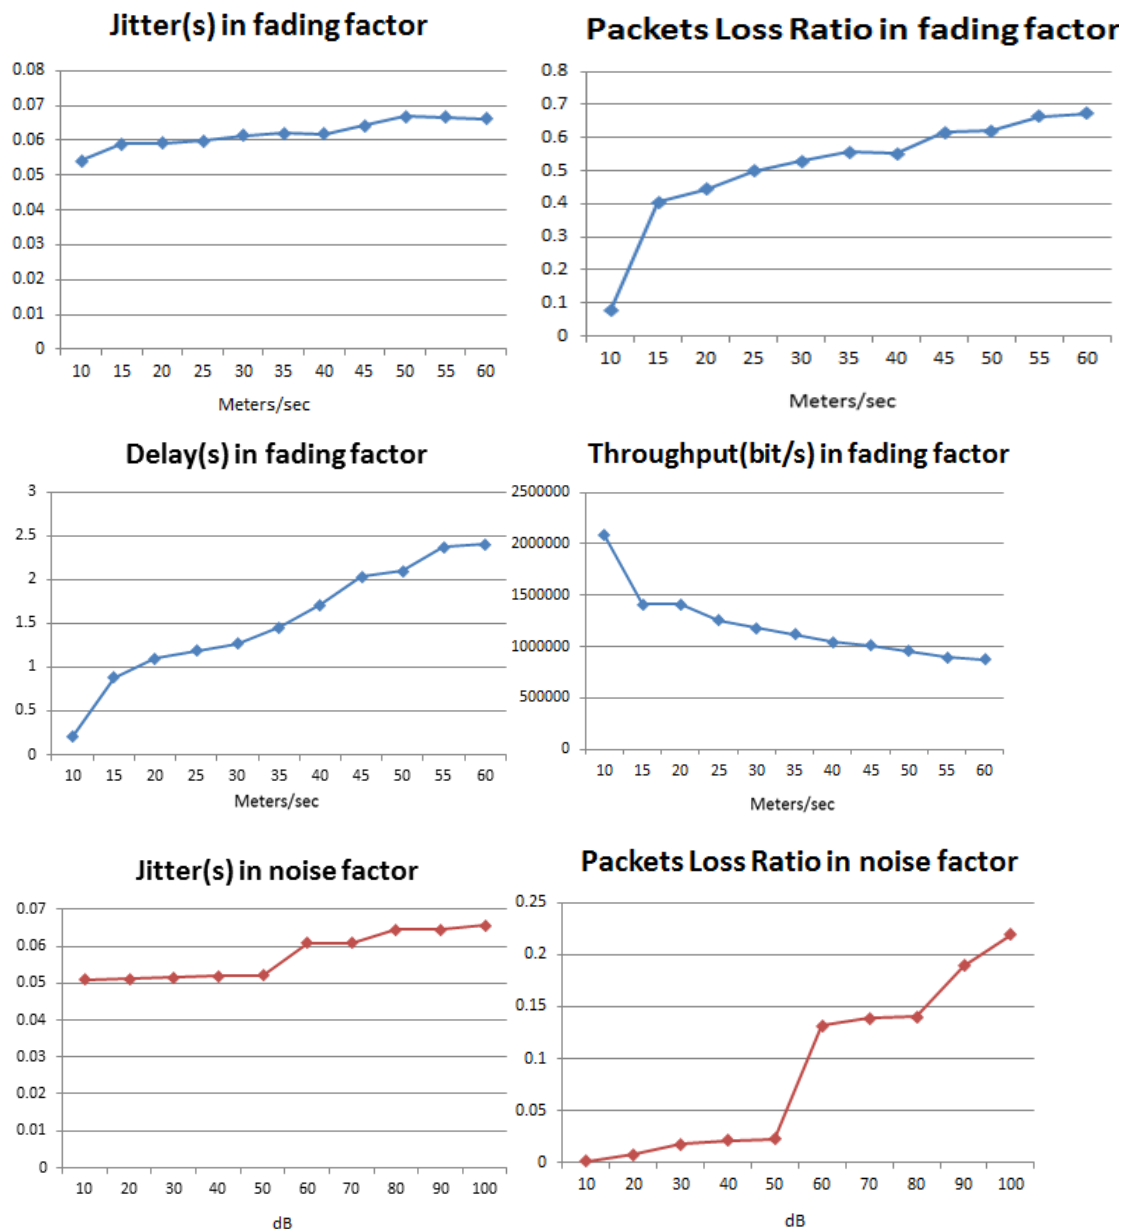 Jitter(s) in fading factor
0.08
0.07
0.06
0.05
0.04
0.03
0.02
0.01
0
10 15 20 25 30 35 40 45 50 55 60
Meters/sec
Packets Loss Ratio in fading factor
0.8
0.7
0.6
0.5
0.4
0.3
0.2
0.1
0
10 15 20 25 30 35 40 45 50 55 60
Meters/sec
Delay(s) in fading factor
3
2.5
2
1.5
1
0.5
0
10 15 20 25 30 35 40 45 50 55 60
Meters/sec
Throughput(bit/s) in fading factor
2500000
2000000
1500000
1000000
500000
0
10 15 20 25 30 35 40 45 50 55 60
Meters/sec
Jitter(s) in noise factor
0.07
0.06
0.05
0.04
0.03
0.02
0.01
0
10 20 30 40 50 60 70 80 90 100
dB
Packets Loss Ratio in noise factor
0.25
0.2
0.15
0.1
0.05
0
10 20 30 40 50 60 70 80 90 100
dB